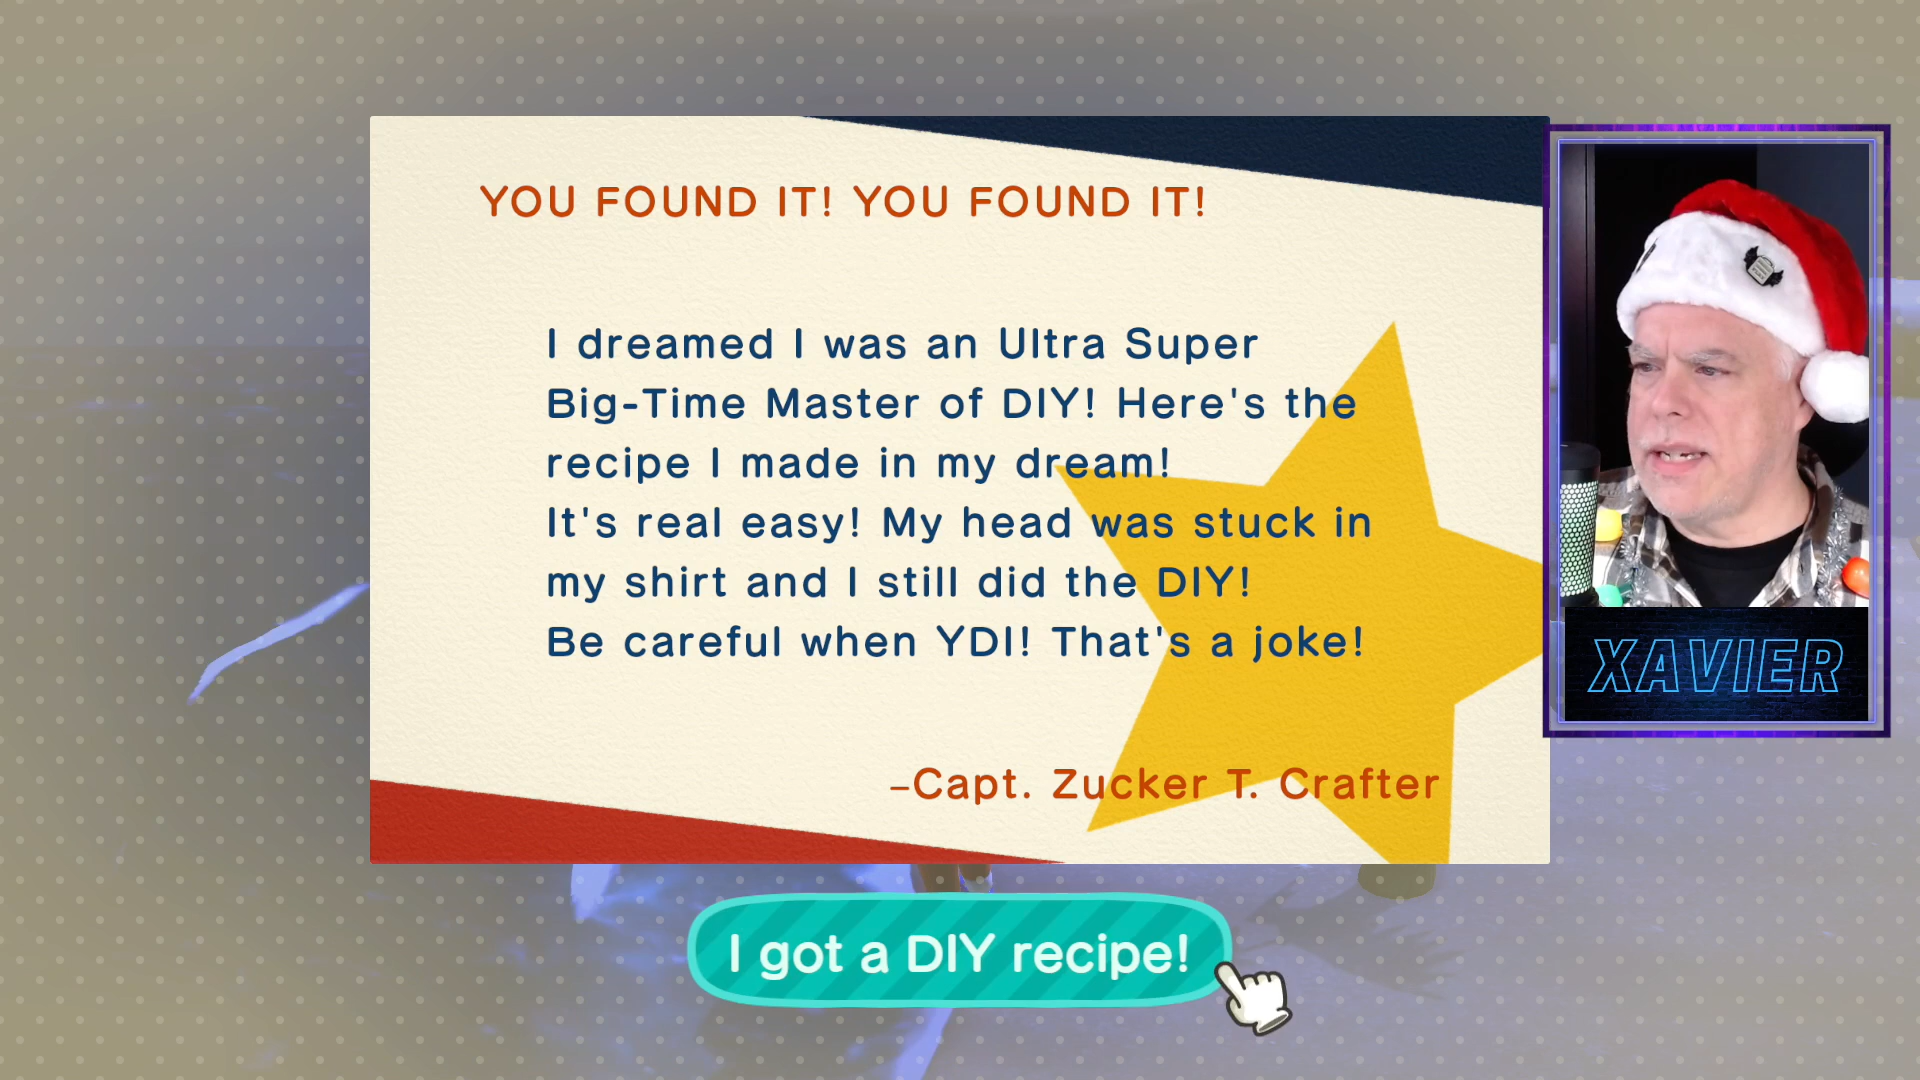 YOU FOUND IT! YOU FOUND IT!
I dreamed I was an Ultra Super
Big-Time Master of DIY! Here's the
recipe I made in my dream!
It's real easy! My head was stuck in
my shirt and I still did the DIY!
Be careful when YDI! That's a joke!
–Capt. Zucker T. Crafter
I got a DIY recipe!
XAVIER